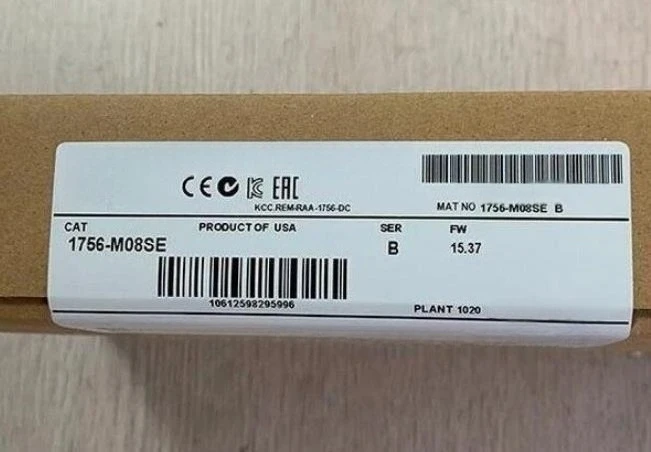 CE EAC
KCC.REM-RAA-1756-DC
MAT NO 1756-M08SE B
CAT PRODUCT OF USA SER FW
1756-M08SE B 15.37
10612598295996
PLANT 1020